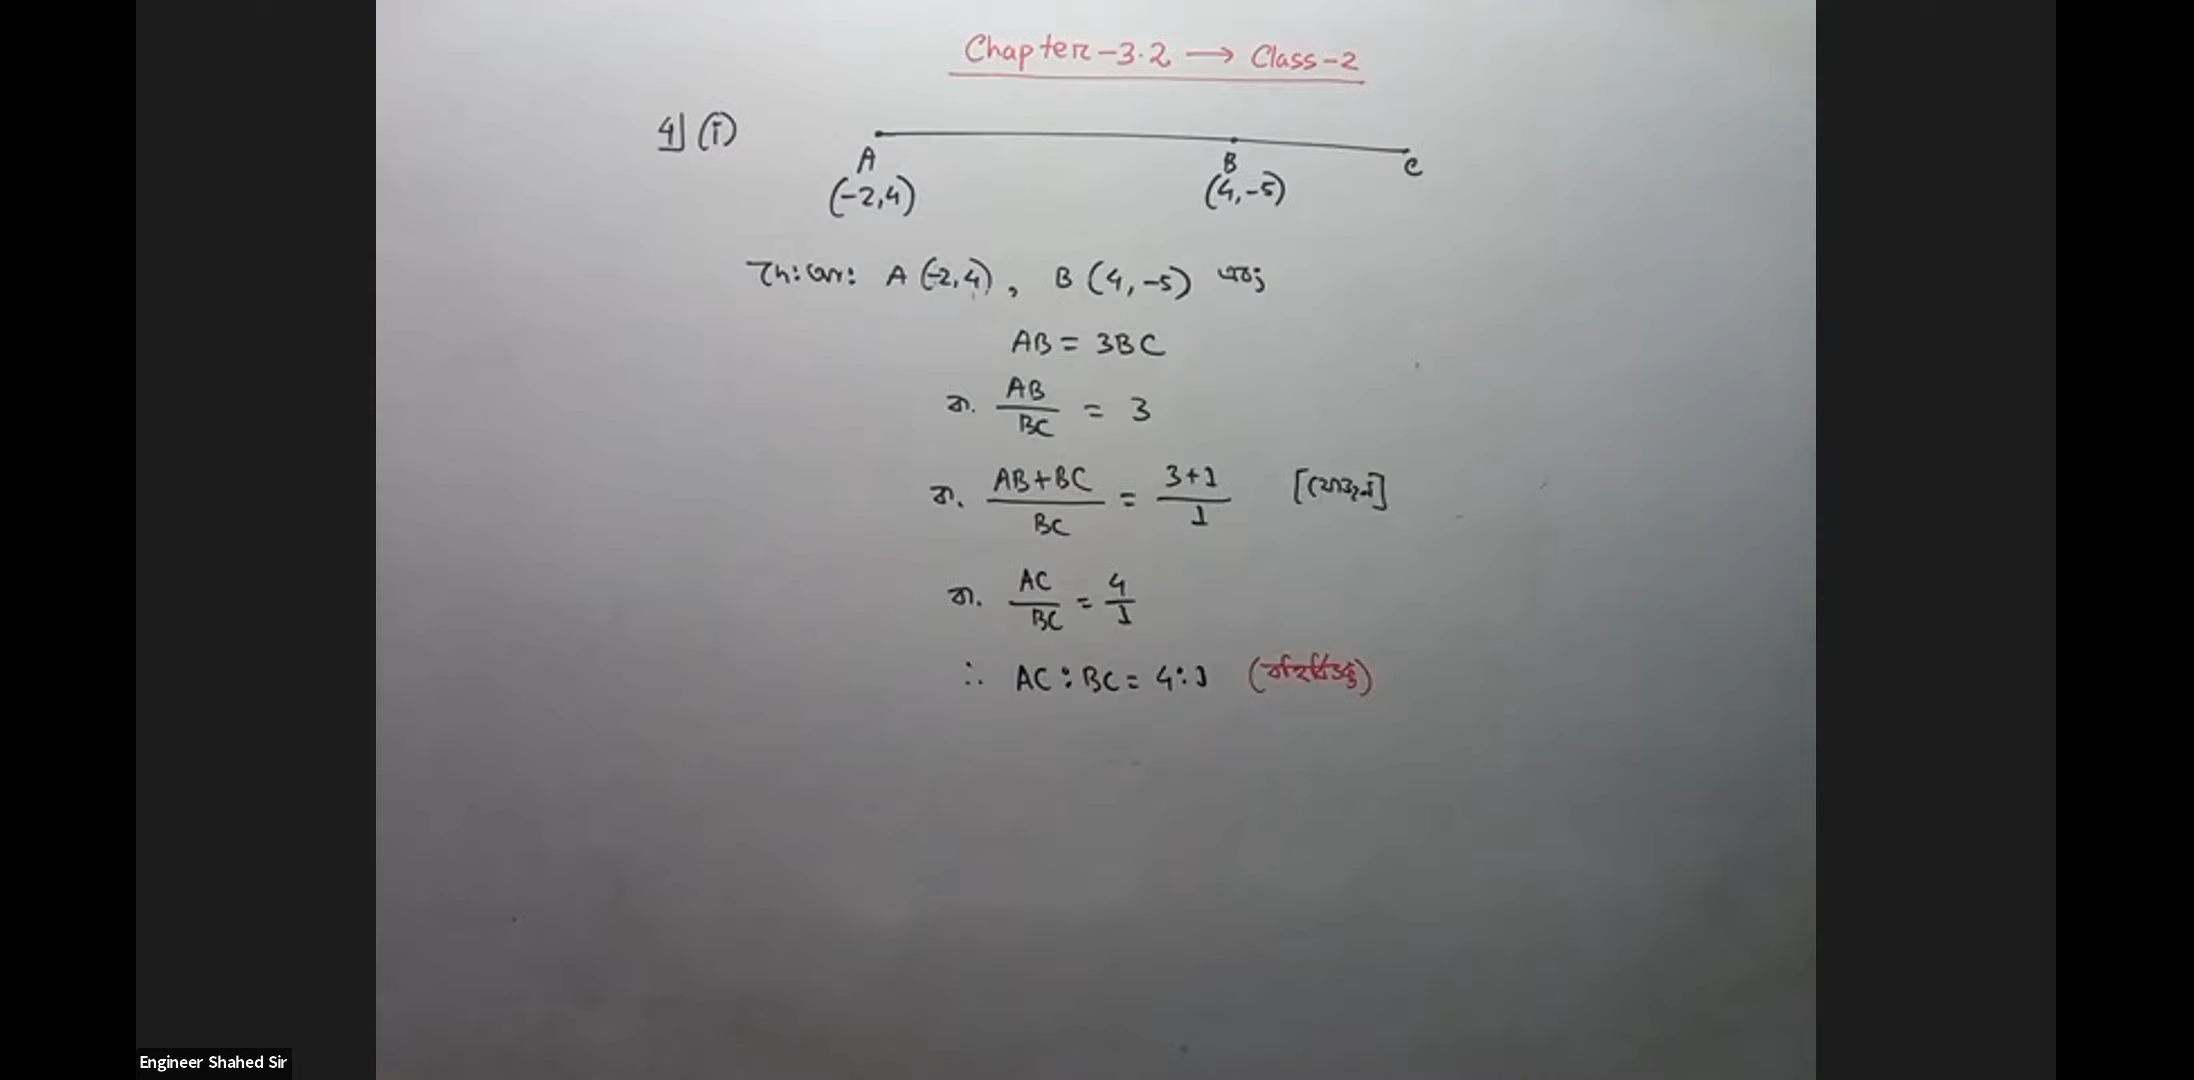 Chapter-3.2 → Class-2
4| (i)
A B C
(-2,4) (4,-5)
A (-2,4), B (4,-5) এবং
AB = 3BC
বা, AB/BC = 3
বা, (AB+BC)/BC = (3+1)/1 [যোজন]
বা, AC/BC = 4/1
∴ AC : BC = 4:1 (বহির্বিভক্ত)
Engineer Shahed Sir